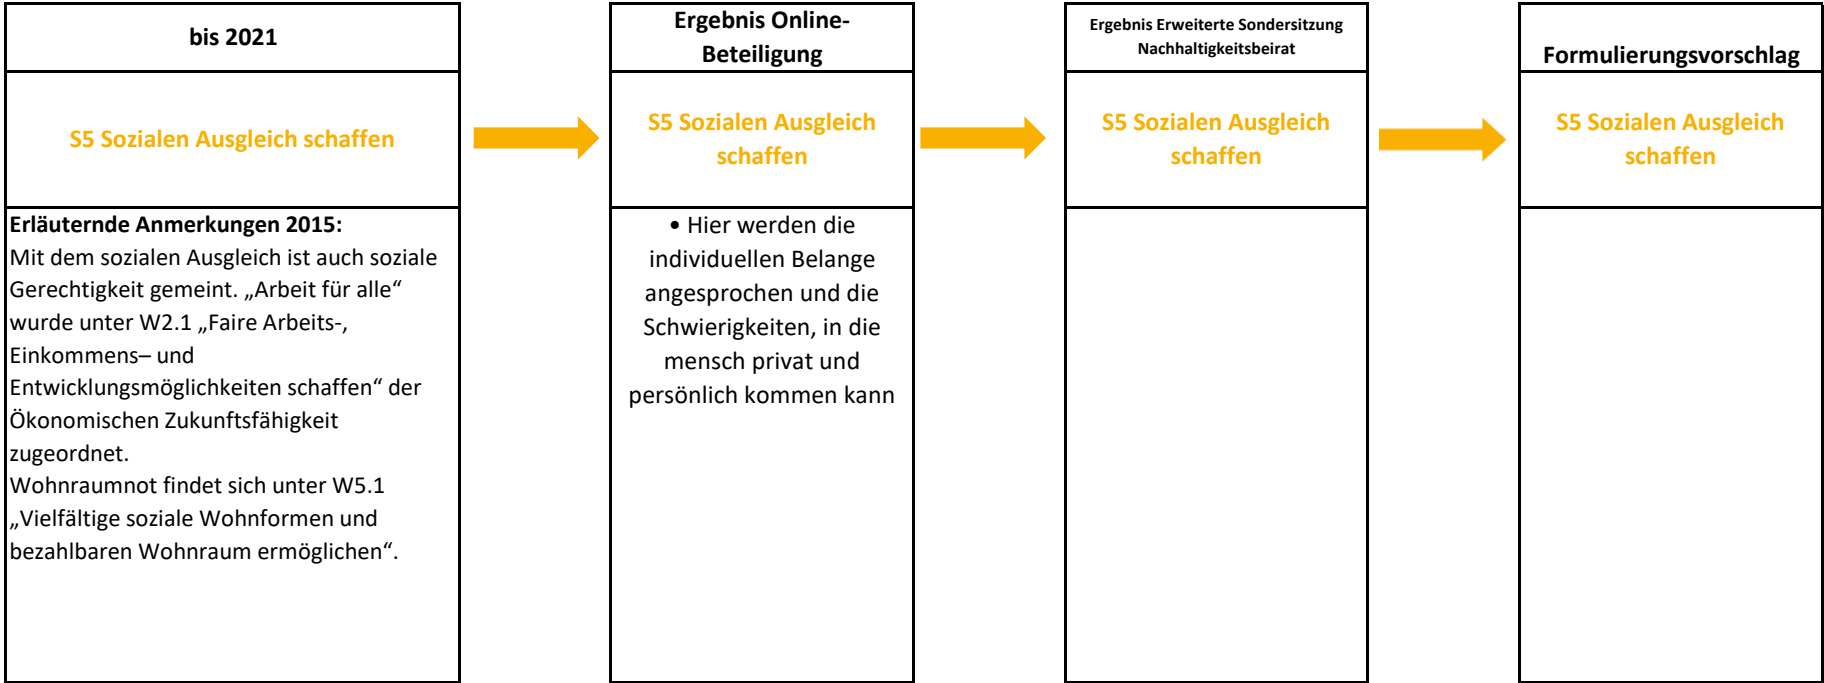 bis 2021
S5 Sozialen Ausgleich schaffen
Erläuternde Anmerkungen 2015:
Mit dem sozialen Ausgleich ist auch soziale
Gerechtigkeit gemeint. „Arbeit für alle“
wurde unter W2.1 „Faire Arbeits-,
Einkommens– und
Entwicklungsmöglichkeiten schaffen“ der
Ökonomischen Zukunftsfähigkeit
zugeordnet.
Wohnraumnot findet sich unter W5.1
„Vielfältige soziale Wohnformen und
bezahlbaren Wohnraum ermöglichen“.
Ergebnis Online-
Beteiligung
S5 Sozialen Ausgleich
schaffen
• Hier werden die
individuellen Belange
angesprochen und die
Schwierigkeiten, in die
mensch privat und
persönlich kommen kann
Ergebnis Erweiterte Sondersitzung
Nachhaltigkeitsbeirat
S5 Sozialen Ausgleich
schaffen
Formulierungsvorschlag
S5 Sozialen Ausgleich
schaffen